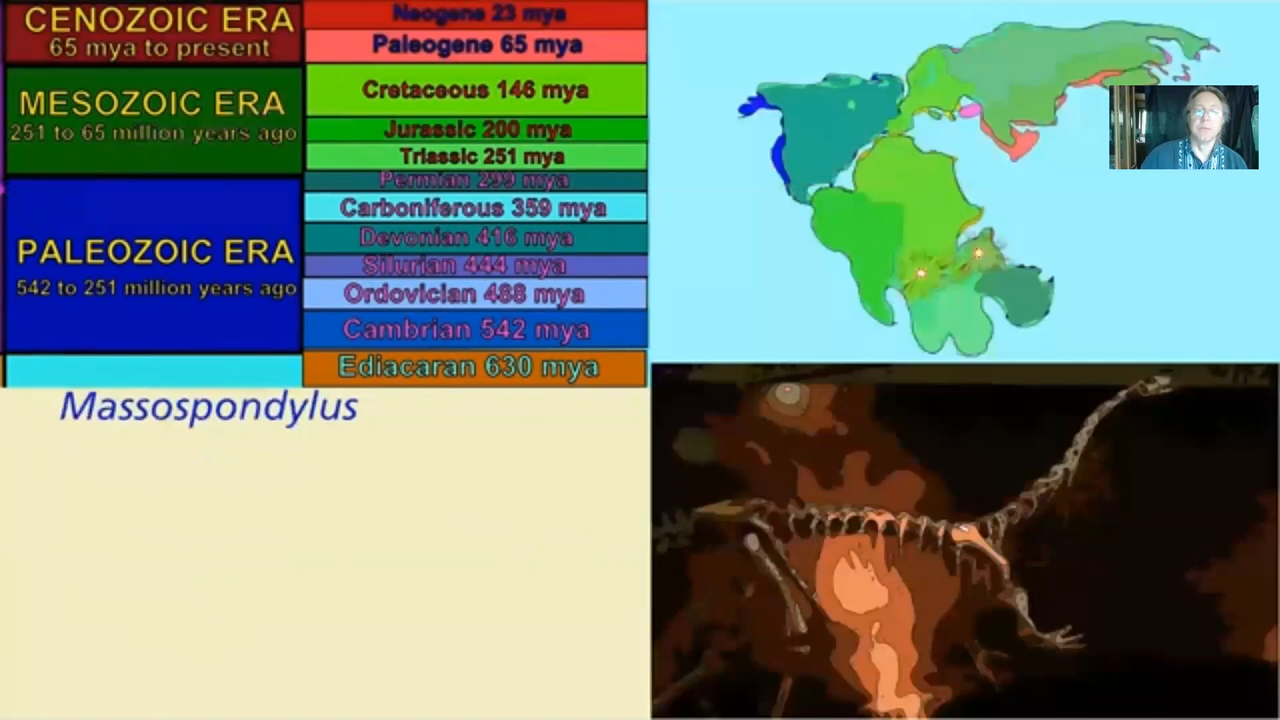 CENOZOIC ERA
65 mya to present
MESOZOIC ERA
251 to 65 million years ago
PALEOZOIC ERA
542 to 251 million years ago
Neogene 23 mya
Paleogene 65 mya
Cretaceous 146 mya
Jurassic 200 mya
Triassic 251 mya
Permian 299 mya
Carboniferous 359 mya
Devonian 416 mya
Silurian 444 mya
Ordovician 488 mya
Cambrian 542 mya
Ediacaran 630 mya
Massospondylus